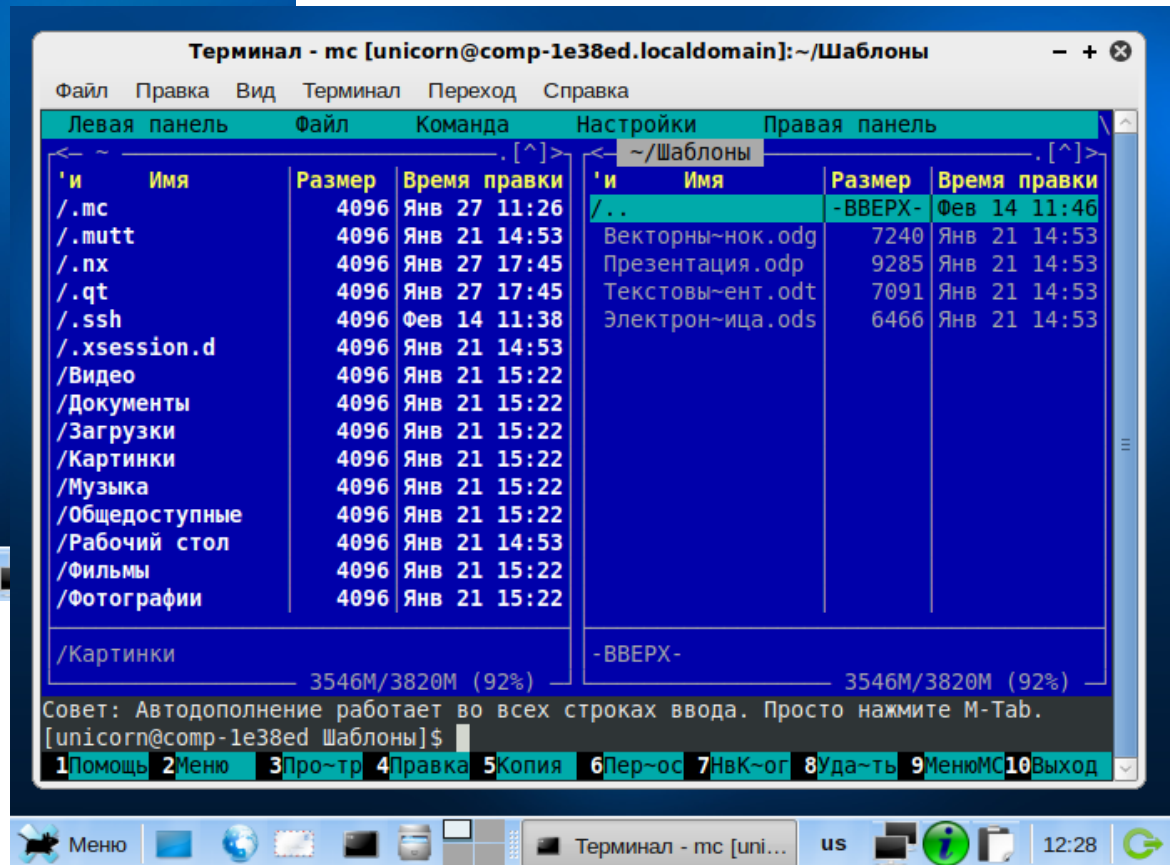 Терминал - mc [unicorn@comp-1e38ed.localdomain]:~/Шаблоны
Файл Правка Вид Терминал Переход Справка
Левая панель Файл Команда Настройки Правая панель
<— ~ .[^]> <— ~/Шаблоны .[^]>
'и Имя Размер Время правки 'и Имя Размер Время правки
/.mc 4096 Янв 27 11:26 /.. -ВВЕРХ- Фев 14 11:46
/.mutt 4096 Янв 21 14:53 Векторны~нок.odg 7240 Янв 21 14:53
/.nx 4096 Янв 27 17:45 Презентация.odp 9285 Янв 21 14:53
/.qt 4096 Янв 27 17:45 Текстовы~ент.odt 7091 Янв 21 14:53
/.ssh 4096 Фев 14 11:38 Электрон~ица.ods 6466 Янв 21 14:53
/.xsession.d 4096 Янв 21 14:53
/Видео 4096 Янв 21 15:22
/Документы 4096 Янв 21 15:22
/Загрузки 4096 Янв 21 15:22
/Картинки 4096 Янв 21 15:22
/Музыка 4096 Янв 21 15:22
/Общедоступные 4096 Янв 21 15:22
/Рабочий стол 4096 Янв 21 14:53
/Фильмы 4096 Янв 21 15:22
/Фотографии 4096 Янв 21 15:22
/Картинки -ВВЕРХ-
3546M/3820M (92%) 3546M/3820M (92%)
Совет: Автодополнение работает во всех строках ввода. Просто нажмите M-Tab.
[unicorn@comp-1e38ed Шаблоны]$
1Помощь 2Меню 3Про~тр 4Правка 5Копия 6Пер~ос 7НвК~ог 8Уда~ть 9МенюМС 10Выход
Меню Терминал - mc [uni... us 12:28